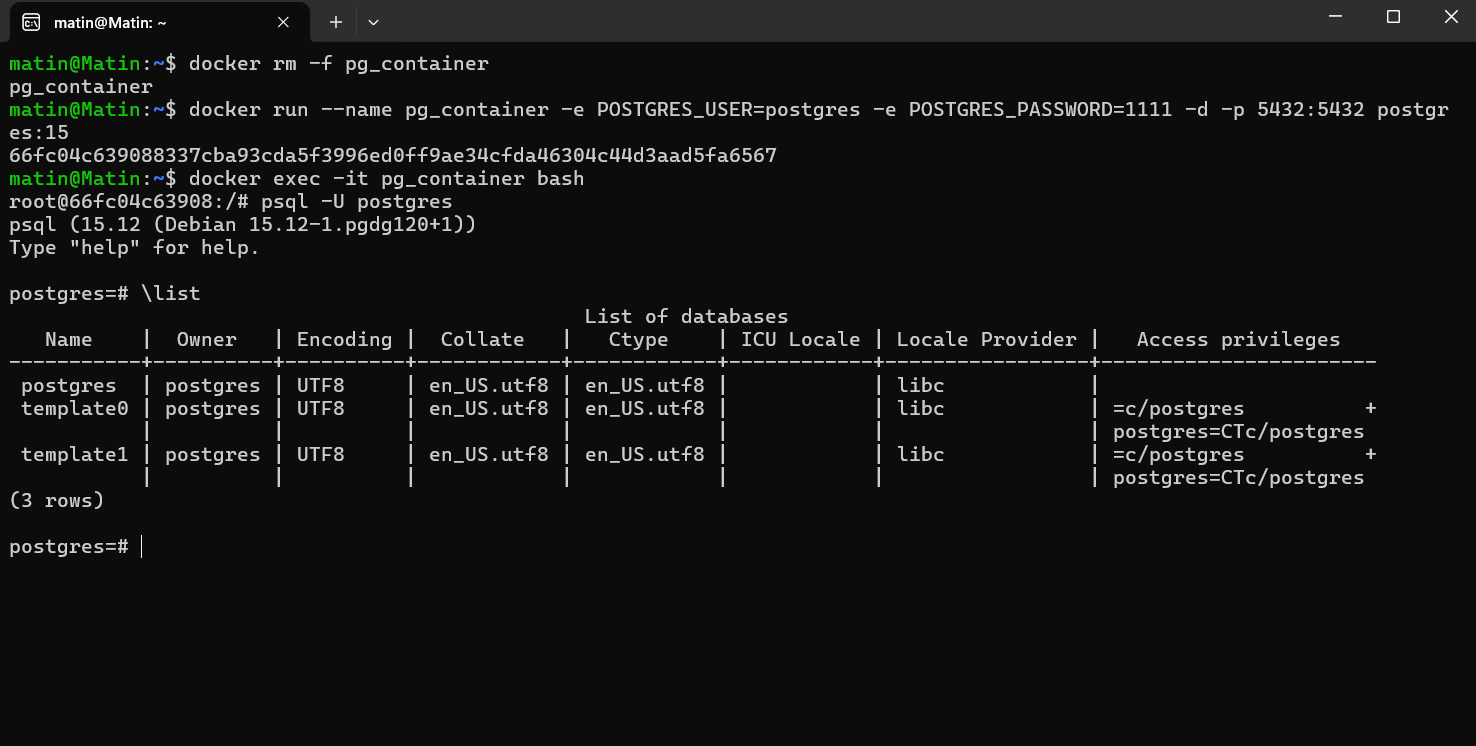 matin@Matin: ~
matin@Matin:~$ docker rm -f pg_container
pg_container
matin@Matin:~$ docker run --name pg_container -e POSTGRES_USER=postgres -e POSTGRES_PASSWORD=1111 -d -p 5432:5432 postgr
es:15
66fc04c639088337cba93cda5f3996ed0ff9ae34cfda46304c44d3aad5fa6567
matin@Matin:~$ docker exec -it pg_container bash
root@66fc04c63908:/# psql -U postgres
psql (15.12 (Debian 15.12-1.pgdg120+1))
Type "help" for help.

postgres=# \list
                                                List of databases
   Name    |  Owner   | Encoding |  Collate   |   Ctype    | ICU Locale | Locale Provider |   Access privileges
-----------+----------+----------+------------+------------+------------+-----------------+-----------------------
 postgres  | postgres | UTF8     | en_US.utf8 | en_US.utf8 |            | libc            |
 template0 | postgres | UTF8     | en_US.utf8 | en_US.utf8 |            | libc            | =c/postgres          +
           |          |          |            |            |            |                 | postgres=CTc/postgres
 template1 | postgres | UTF8     | en_US.utf8 | en_US.utf8 |            | libc            | =c/postgres          +
           |          |          |            |            |            |                 | postgres=CTc/postgres
(3 rows)

postgres=#